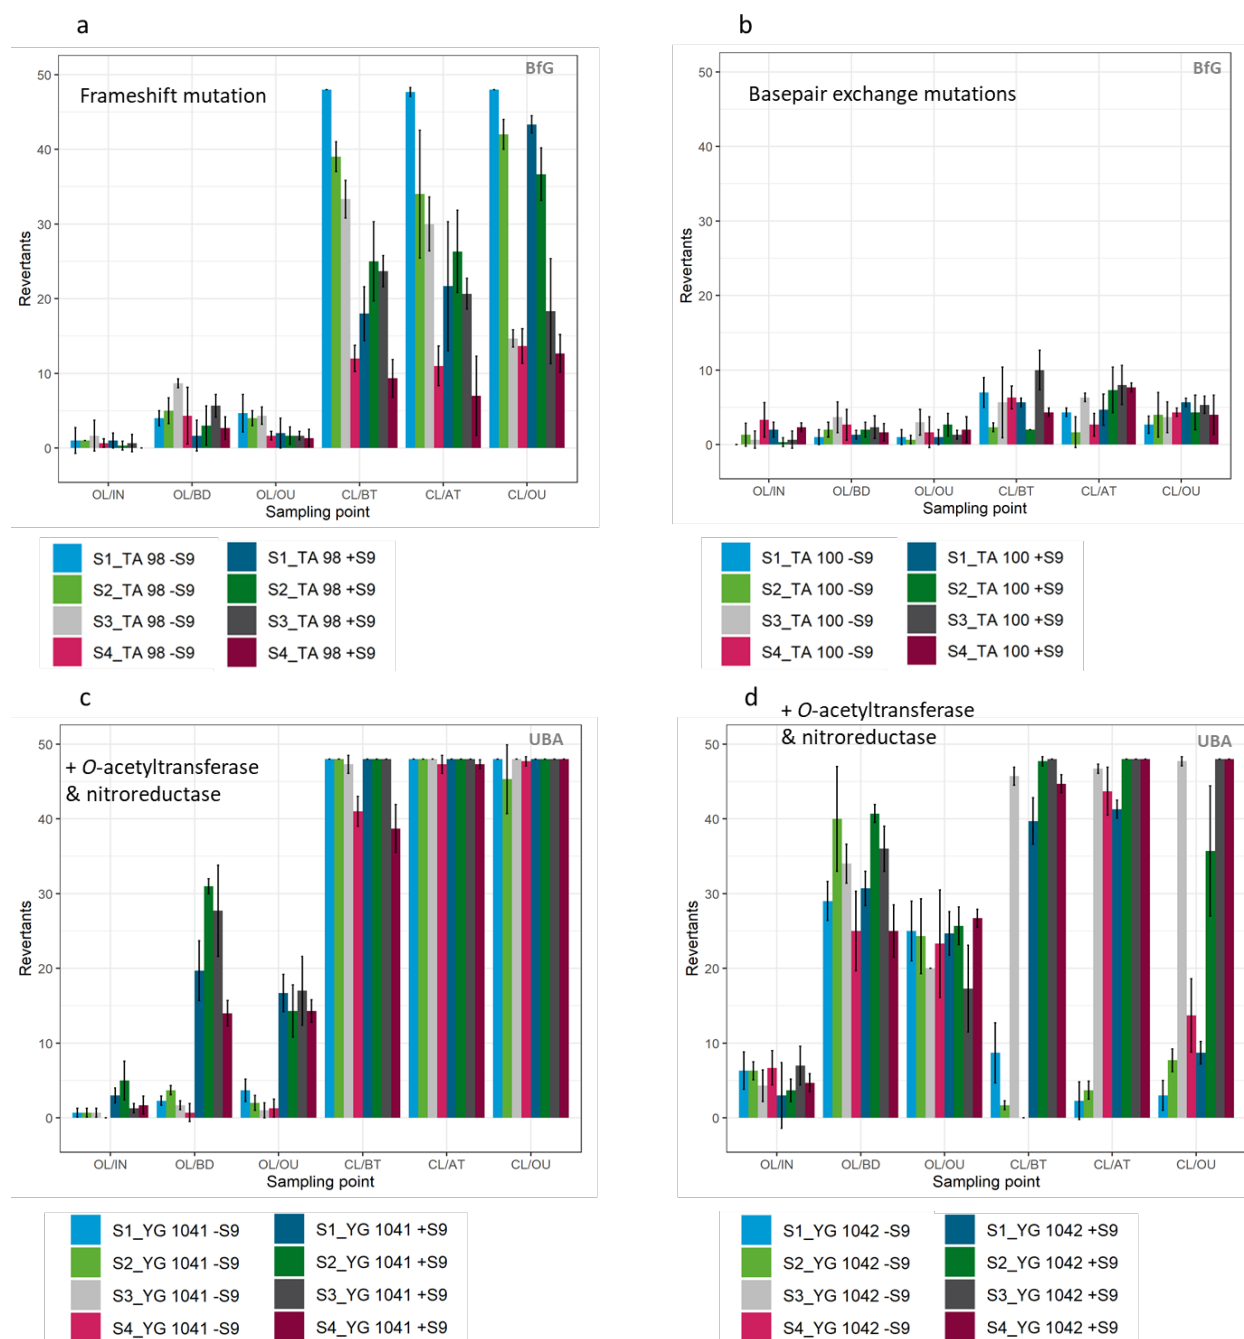 a
BfG
Frameshift mutation
50
40
30
20
10
0
Revertants
OL/IN OL/BD OL/OU CL/BT CL/AT CL/OU
Sampling point
S1_TA 98 -S9 S1_TA 98 +S9
S2_TA 98 -S9 S2_TA 98 +S9
S3_TA 98 -S9 S3_TA 98 +S9
S4_TA 98 -S9 S4_TA 98 +S9
b
BfG
Basepair exchange mutations
50
40
30
20
10
0
Revertants
OL/IN OL/BD OL/OU CL/BT CL/AT CL/OU
Sampling point
S1_TA 100 -S9 S1_TA 100 +S9
S2_TA 100 -S9 S2_TA 100 +S9
S3_TA 100 -S9 S3_TA 100 +S9
S4_TA 100 -S9 S4_TA 100 +S9
c
UBA
+ O-acetyltransferase
& nitroreductase
50
40
30
20
10
0
Revertants
OL/IN OL/BD OL/OU CL/BT CL/AT CL/OU
Sampling point
S1_YG 1041 -S9 S1_YG 1041 +S9
S2_YG 1041 -S9 S2_YG 1041 +S9
S3_YG 1041 -S9 S3_YG 1041 +S9
S4_YG 1041 -S9 S4_YG 1041 +S9
d
+ O-acetyltransferase
& nitroreductase
UBA
50
40
30
20
10
0
Revertants
OL/IN OL/BD OL/OU CL/BT CL/AT CL/OU
Sampling point
S1_YG 1042 -S9 S1_YG 1042 +S9
S2_YG 1042 -S9 S2_YG 1042 +S9
S3_YG 1042 -S9 S3_YG 1042 +S9
S4_YG 1042 -S9 S4_YG 1042 +S9